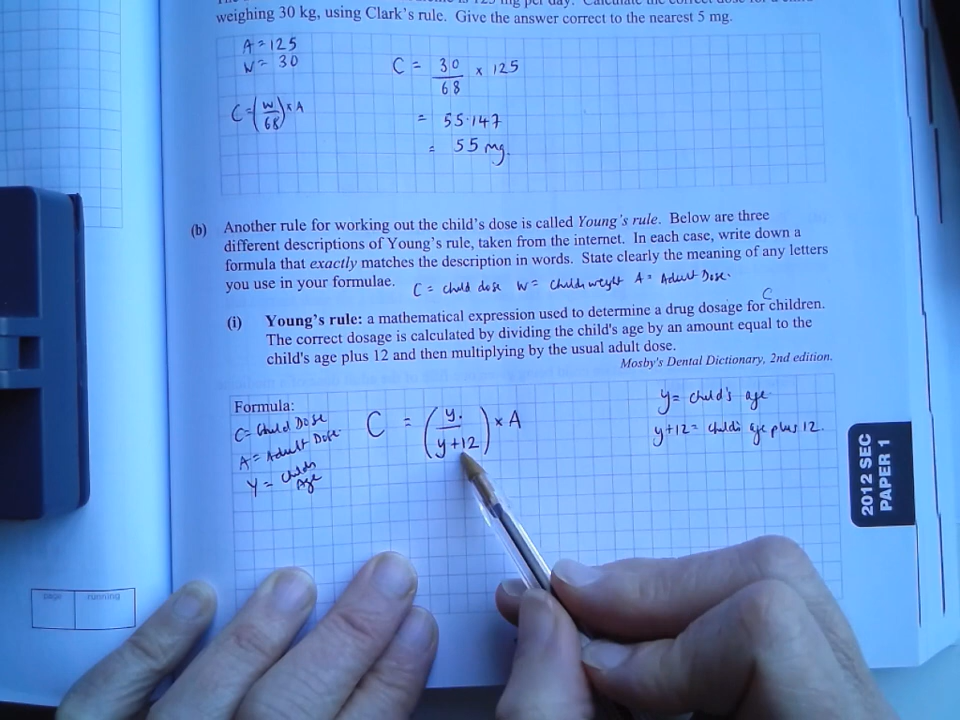 weighing 30 kg, using Clark's rule. Give the answer correct to the nearest 5 mg.
A = 125
W = 30
C = 30/68 x 125
C = (w/68) x A
= 55.147
= 55 mg.
(b) Another rule for working out the child's dose is called Young's rule. Below are three
different descriptions of Young's rule, taken from the internet. In each case, write down a
formula that exactly matches the description in words. State clearly the meaning of any letters
you use in your formulae. C = child dose W = Childs weight A = Adult Dose.
C
(i) Young's rule: a mathematical expression used to determine a drug dosage for children.
The correct dosage is calculated by dividing the child's age by an amount equal to the
child's age plus 12 and then multiplying by the usual adult dose.
Mosby's Dental Dictionary, 2nd edition.
Formula:
C = Child Dose
A = Adult Dose
Y = Childs Age
C = (y/y+12) x A
y = child's age
y+12 = child's age plus 12.
2012 SEC
PAPER 1
page running